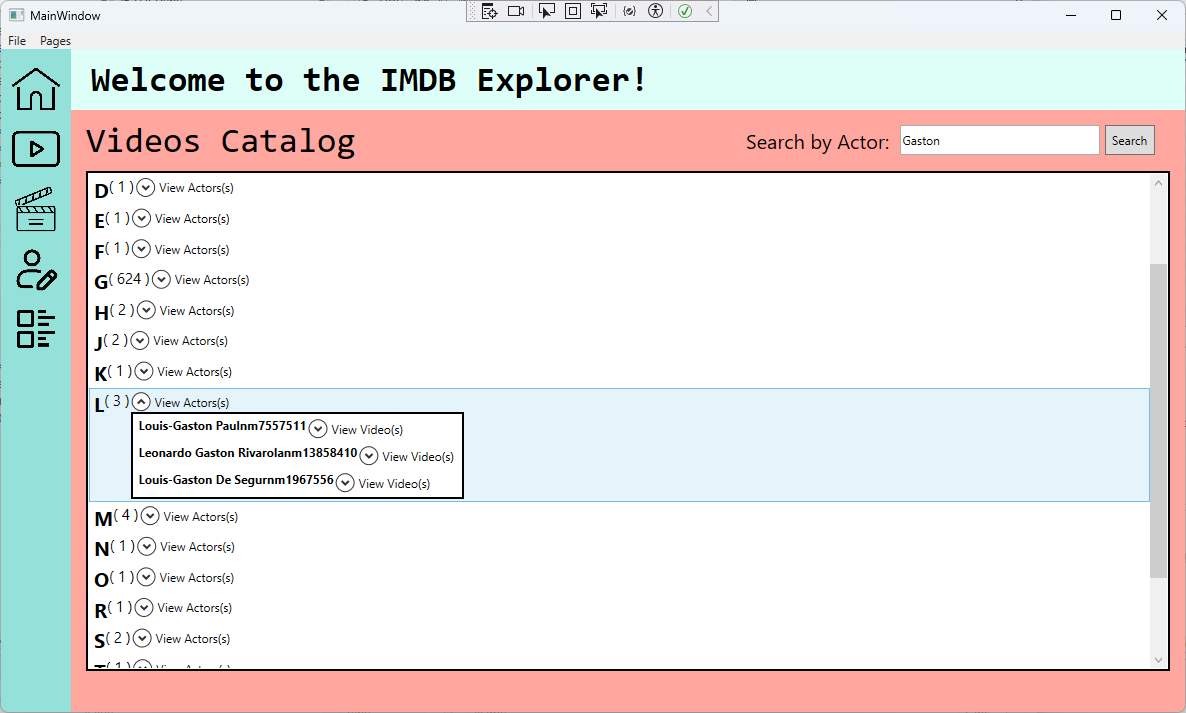 MainWindow
File Pages
Welcome to the IMDB Explorer!
Videos Catalog
Search by Actor: Gaston Search
D( 1 ) View Actors(s)
E( 1 ) View Actors(s)
F( 1 ) View Actors(s)
G( 624 ) View Actors(s)
H( 2 ) View Actors(s)
J( 2 ) View Actors(s)
K( 1 ) View Actors(s)
L( 3 ) View Actors(s)
Louis-Gaston Paulnm7557511 View Video(s)
Leonardo Gaston Rivarolanm13858410 View Video(s)
Louis-Gaston De Segurnm1967556 View Video(s)
M( 4 ) View Actors(s)
N( 1 ) View Actors(s)
O( 1 ) View Actors(s)
R( 1 ) View Actors(s)
S( 2 ) View Actors(s)